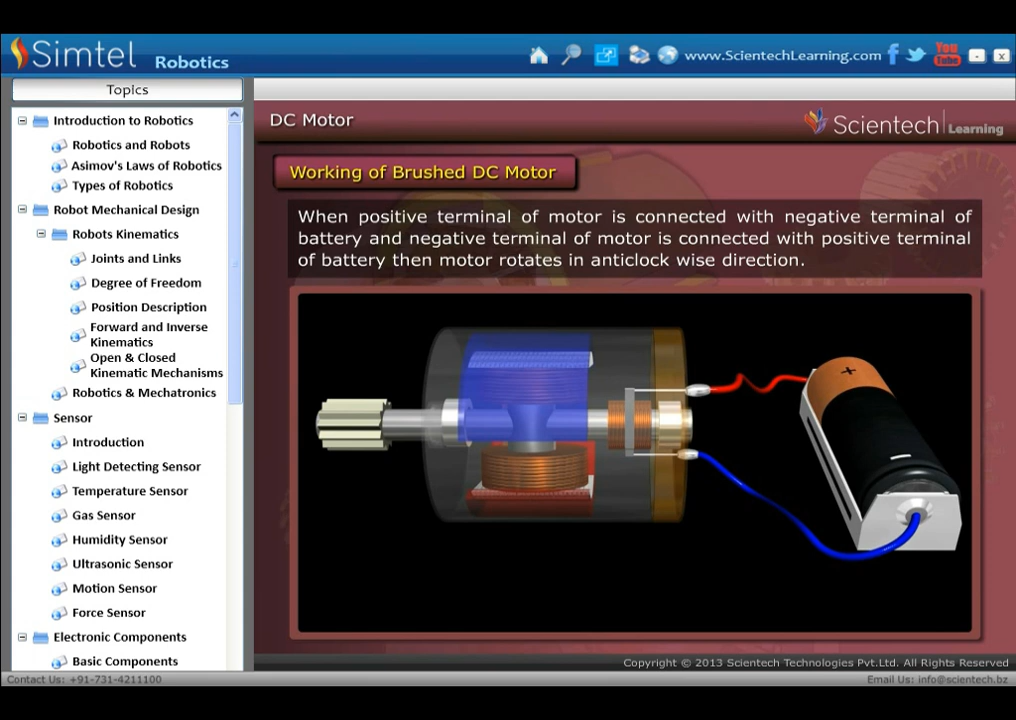 Simtel Robotics
www.ScientechLearning.com
You
Tube
Topics
Introduction to Robotics
Robotics and Robots
Asimov's Laws of Robotics
Types of Robotics
Robot Mechanical Design
Robots Kinematics
Joints and Links
Degree of Freedom
Position Description
Forward and Inverse
Kinematics
Open & Closed
Kinematic Mechanisms
Robotics & Mechatronics
Sensor
Introduction
Light Detecting Sensor
Temperature Sensor
Gas Sensor
Humidity Sensor
Ultrasonic Sensor
Motion Sensor
Force Sensor
Electronic Components
Basic Components
DC Motor
Scientech Learning
Working of Brushed DC Motor
When positive terminal of motor is connected with negative terminal of
battery and negative terminal of motor is connected with positive terminal
of battery then motor rotates in anticlock wise direction.
+
Copyright © 2013 Scientech Technologies Pvt.Ltd. All Rights Reserved
Contact Us: +91-731-4211100
Email Us: info@scientech.bz